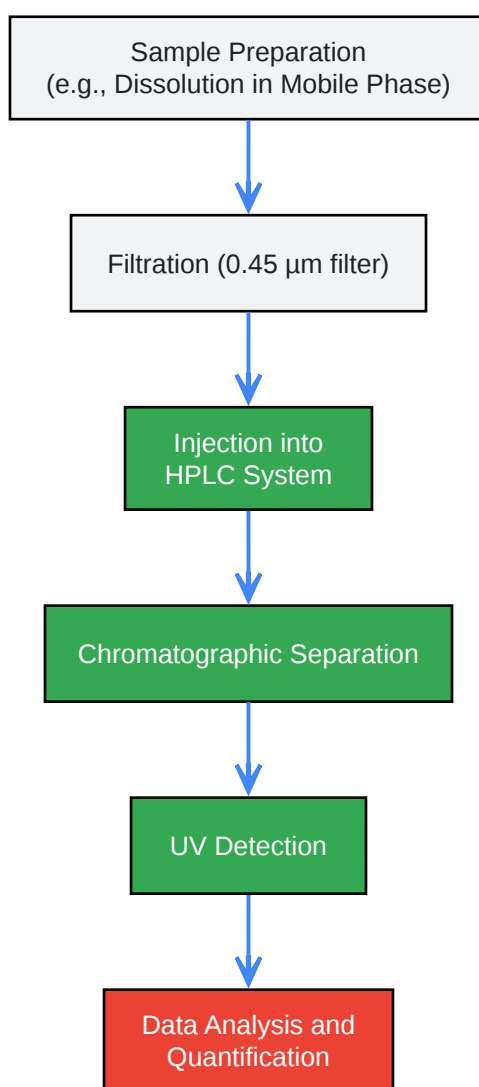 Sample Preparation
(e.g., Dissolution in Mobile Phase)
Filtration (0.45 µm filter)
Injection into
HPLC System
Chromatographic Separation
UV Detection
Data Analysis and
Quantification